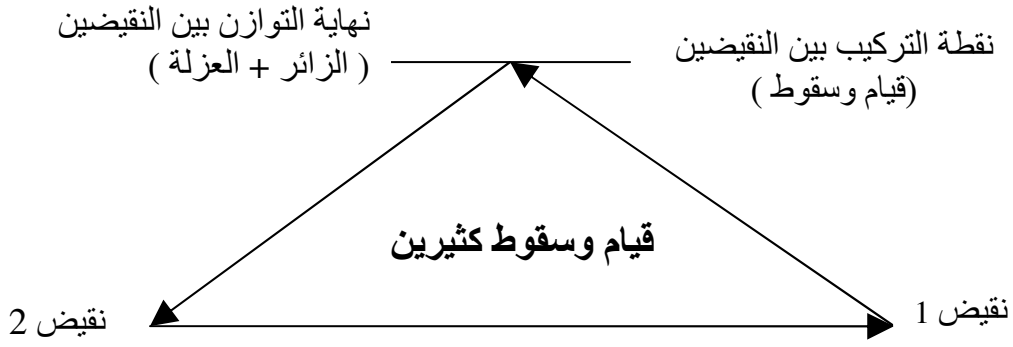 نقطة التركيب بين النقيضين
(قيام وسقوط )
نهاية التوازن بين النقيضين
( الزائر + العزلة )
قيام وسقوط كثيرين
نقيض 1
نقيض 2